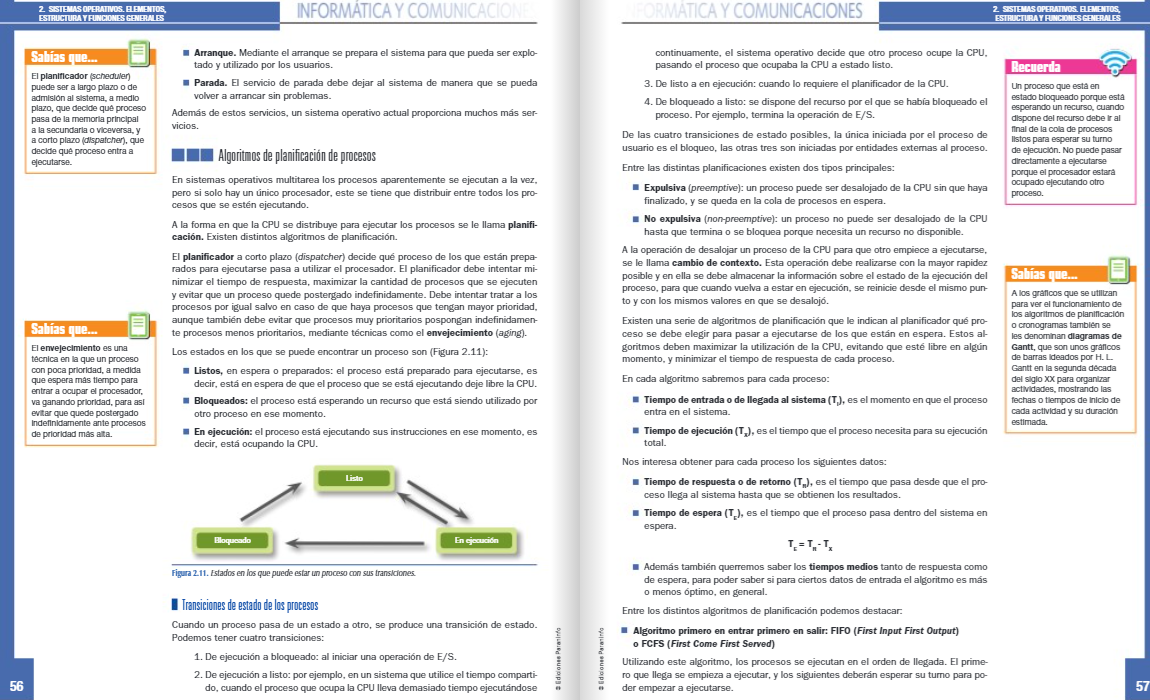 2. SISTEMAS OPERATIVOS. ELEMENTOS,
ESTRUCTURA Y FUNCIONES GENERALES
INFORMÁTICA Y COMUNICACIONES
Sabías que...
El planificador (scheduler)
puede ser a largo plazo o de
admisión al sistema, a medio
plazo, que decide qué proceso
pasa de la memoria principal
a la secundaria o viceversa, y
a corto plazo (dispatcher), que
decide qué proceso entra a
ejecutarse.
Sabías que...
El envejecimiento es una
técnica en la que un proceso
con poca prioridad, a medida
que espera más tiempo para
entrar a ocupar el procesador,
va ganando prioridad, para así
evitar que quede postergado
indefinidamente ante procesos
de prioridad más alta.
■ Arranque. Mediante el arranque se prepara el sistema para que pueda ser explo-
tado y utilizado por los usuarios.
■ Parada. El servicio de parada debe dejar al sistema de manera que se pueda
volver a arrancar sin problemas.
Además de estos servicios, un sistema operativo actual proporciona muchos más ser-
vicios.
Algoritmos de planificación de procesos
En sistemas operativos multitarea los procesos aparentemente se ejecutan a la vez,
pero si solo hay un único procesador, este se tiene que distribuir entre todos los pro-
cesos que se estén ejecutando.
A la forma en que la CPU se distribuye para ejecutar los procesos se le llama planifi-
cación. Existen distintos algoritmos de planificación.
El planificador a corto plazo (dispatcher) decide qué proceso de los que están prepa-
rados para ejecutarse pasa a utilizar el procesador. El planificador debe intentar mi-
nimizar el tiempo de respuesta, maximizar la cantidad de procesos que se ejecuten
y evitar que un proceso quede postergado indefinidamente. Debe intentar tratar a los
procesos por igual salvo en caso de que haya procesos que tengan mayor prioridad,
aunque también debe evitar que procesos muy prioritarios pospongan indefinidamen-
te procesos menos prioritarios, mediante técnicas como el envejecimiento (aging).
Los estados en los que se puede encontrar un proceso son (Figura 2.11):
■ Listos, en espera o preparados: el proceso está preparado para ejecutarse, es
decir, está en espera de que el proceso que se está ejecutando deje libre la CPU.
■ Bloqueados: el proceso está esperando un recurso que está siendo utilizado por
otro proceso en ese momento.
■ En ejecución: el proceso está ejecutando sus instrucciones en ese momento, es
decir, está ocupando la CPU.
Listo
Bloqueado
En ejecución
Figura 2.11. Estados en los que puede estar un proceso con sus transiciones.
Transiciones de estado de los procesos
Cuando un proceso pasa de un estado a otro, se produce una transición de estado.
Podemos tener cuatro transiciones:
1. De ejecución a bloqueado: al iniciar una operación de E/S.
2. De ejecución a listo: por ejemplo, en un sistema que utilice el tiempo comparti-
do, cuando el proceso que ocupa la CPU lleva demasiado tiempo ejecutándose
© Ediciones Paraninfo
56
INFORMÁTICA Y COMUNICACIONES
2. SISTEMAS OPERATIVOS. ELEMENTOS,
ESTRUCTURA Y FUNCIONES GENERALES
continuamente, el sistema operativo decide que otro proceso ocupe la CPU,
pasando el proceso que ocupaba la CPU a estado listo.
3. De listo a en ejecución: cuando lo requiere el planificador de la CPU.
4. De bloqueado a listo: se dispone del recurso por el que se había bloqueado el
proceso. Por ejemplo, termina la operación de E/S.
De las cuatro transiciones de estado posibles, la única iniciada por el proceso de
usuario es el bloqueo, las otras tres son iniciadas por entidades externas al proceso.
Entre las distintas planificaciones existen dos tipos principales:
■ Expulsiva (preemptive): un proceso puede ser desalojado de la CPU sin que haya
finalizado, y se queda en la cola de procesos en espera.
■ No expulsiva (non-preemptive): un proceso no puede ser desalojado de la CPU
hasta que termina o se bloquea porque necesita un recurso no disponible.
A la operación de desalojar un proceso de la CPU para que otro empiece a ejecutarse,
se le llama cambio de contexto. Esta operación debe realizarse con la mayor rapidez
posible y en ella se debe almacenar la información sobre el estado de la ejecución del
proceso, para que cuando vuelva a estar en ejecución, se reinicie desde el mismo pun-
to y con los mismos valores en que se desalojó.
Existen una serie de algoritmos de planificación que le indican al planificador qué pro-
ceso se debe elegir para pasar a ejecutarse de los que están en espera. Estos al-
goritmos deben maximizar la utilización de la CPU, evitando que esté libre en algún
momento, y minimizar el tiempo de respuesta de cada proceso.
En cada algoritmo sabremos para cada proceso:
■ Tiempo de entrada o de llegada al sistema (TI), es el momento en que el proceso
entra en el sistema.
■ Tiempo de ejecución (TX), es el tiempo que el proceso necesita para su ejecución
total.
Nos interesa obtener para cada proceso los siguientes datos:
■ Tiempo de respuesta o de retorno (TR), es el tiempo que pasa desde que el pro-
ceso llega al sistema hasta que se obtienen los resultados.
■ Tiempo de espera (TE), es el tiempo que el proceso pasa dentro del sistema en
espera.
TE = TR - TX
■ Además también querremos saber los tiempos medios tanto de respuesta como
de espera, para poder saber si para ciertos datos de entrada el algoritmo es más
o menos óptimo, en general.
Entre los distintos algoritmos de planificación podemos destacar:
■ Algoritmo primero en entrar primero en salir: FIFO (First Input First Output)
o FCFS (First Come First Served)
Utilizando este algoritmo, los procesos se ejecutan en el orden de llegada. El prime-
ro que llega se empieza a ejecutar, y los siguientes deberán esperar su turno para po-
der empezar a ejecutarse.
Recuerda
Un proceso que está en
estado bloqueado porque está
esperando un recurso, cuando
dispone del recurso debe ir al
final de la cola de procesos
listos para esperar su turno
de ejecución. No puede pasar
directamente a ejecutarse
porque el procesador estará
ocupado ejecutando otro
proceso.
Sabías que...
A los gráficos que se utilizan
para ver el funcionamiento de
los algoritmos de planificación
o cronogramas también se
les denominan diagramas de
Gantt, que son unos gráficos
de barras ideados por H. L.
Gantt en la segunda década
del siglo XX para organizar
actividades, mostrando las
fechas o tiempos de inicio de
cada actividad y su duración
estimada.
© Ediciones Paraninfo
57